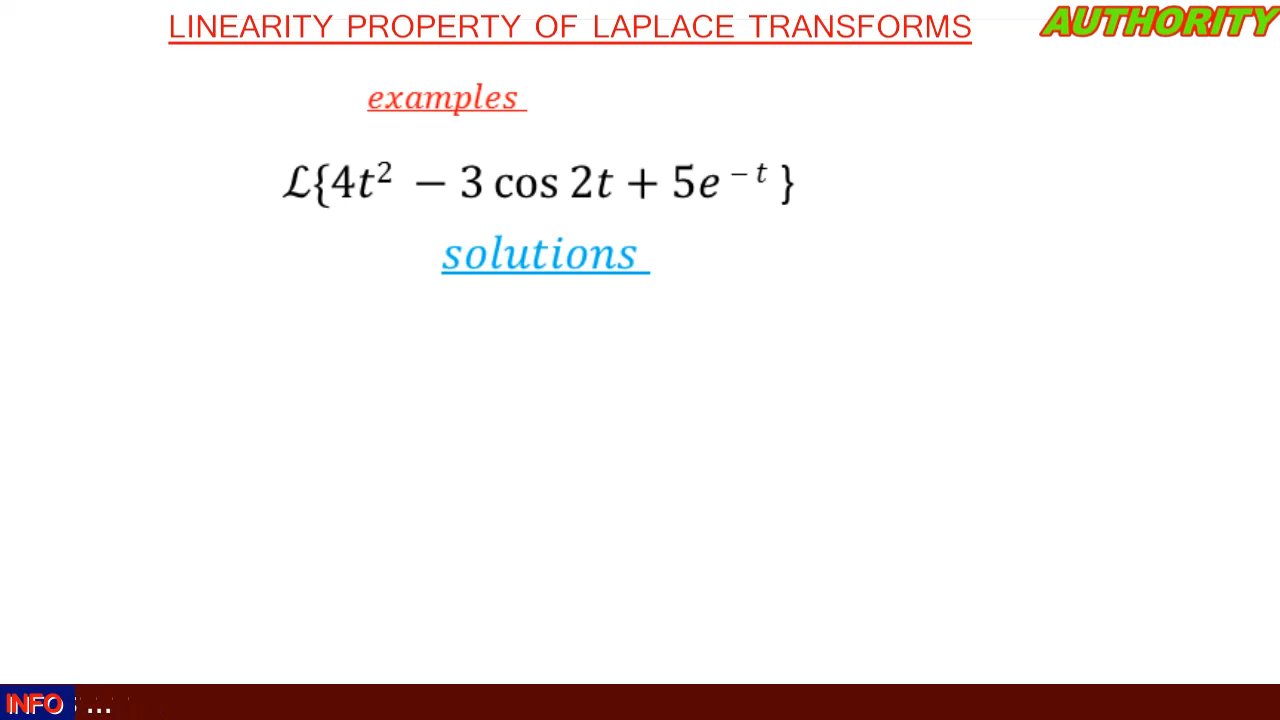 LINEARITY PROPERTY OF LAPLACE TRANSFORMS
AUTHORITY
examples
ℒ{4t² − 3 cos 2t + 5e⁻ᵗ}
solutions
INFO ...